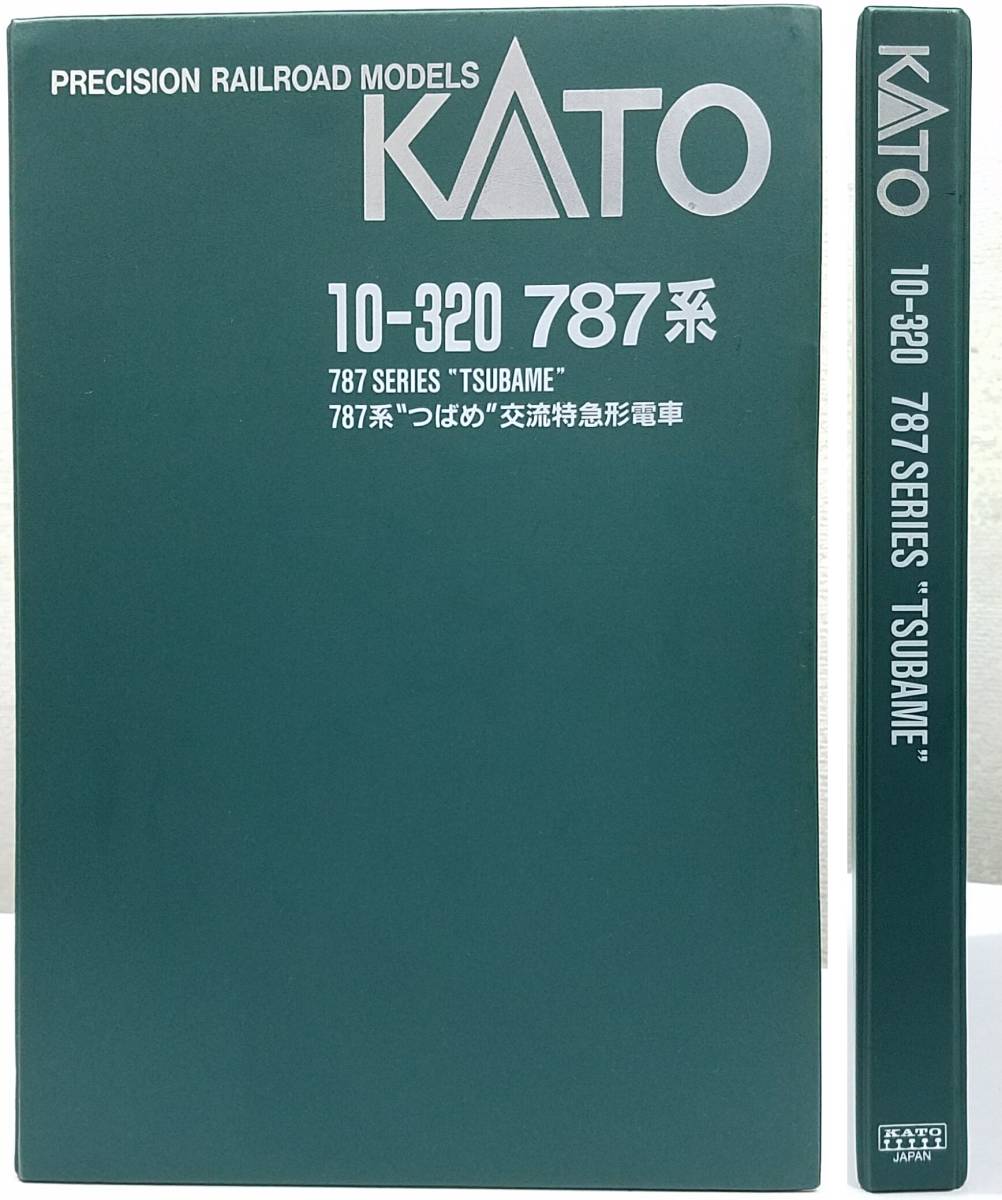 PRECISION RAILROAD MODELS
KATO
10-320 787系
787 SERIES "TSUBAME"
787系"つばめ"交流特急形電車
KATO 10-320 787 SERIES "TSUBAME"
KATO
JAPAN